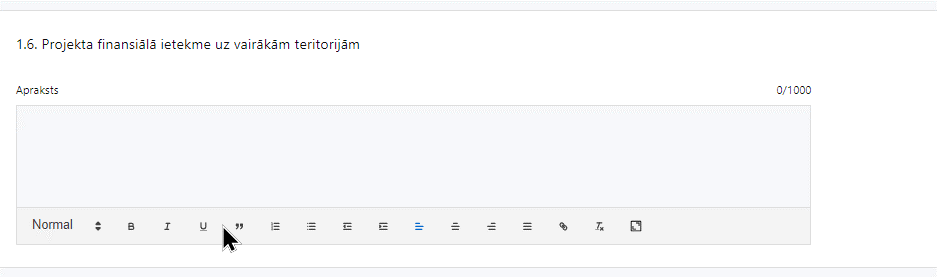 1.6. Projekta finansiālā ietekme uz vairākām teritorijām
Apraksts 0/1000
Normal